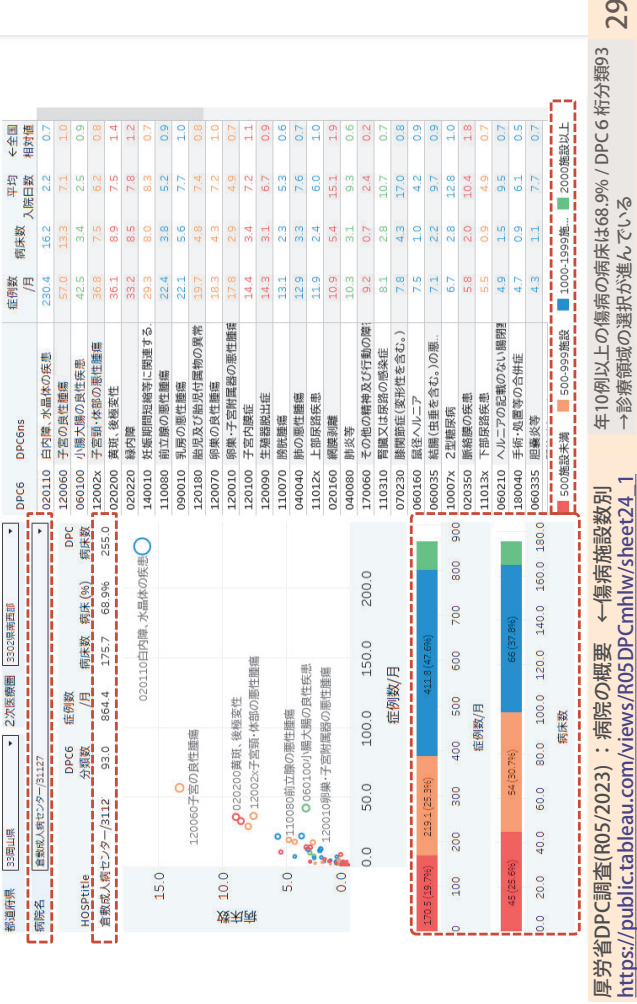 都道府県 33岡山県 2次医療圏 3302県南西部
病院名 倉敷成人病センター/31127
HOSPtitle DPC6分類数 症例数/月 病床数 病床(%) DPC病床数
倉敷成人病センター/3112 93.0 864.4 175.7 68.9% 255.0
病床数
15.0
10.0
5.0
0.0
020110白内障、水晶体の疾患
120060子宮の良性腫瘍
020200黄斑、後極変性
12002x子宮頸・体部の悪性腫瘍
110080前立腺の悪性腫瘍
060100小腸大腸の良性疾患
120010卵巣・子宮附属器の悪性腫瘍
0.0 50.0 100.0 150.0 200.0
症例数/月
170.5 (19.7%) 219.1 (25.3%) 411.8 (47.6%)
0 100 200 300 400 500 600 700 800 900
症例数/月
45 (25.6%) 54 (30.7%) 66 (37.8%)
0.0 20.0 40.0 60.0 80.0 100.0 120.0 140.0 160.0 180.0
病床数
DPC6 DPC6ns 症例数/月 病床数 平均入院日数 ←全国相対値
020110 白内障、水晶体の疾患 230.4 16.2 2.2 0.7
120060 子宮の良性腫瘍 57.0 13.3 7.1 1.0
060100 小腸大腸の良性疾患 42.5 3.4 2.5 0.9
12002x 子宮頸・体部の悪性腫瘍 36.8 7.5 6.2 0.8
020200 黄斑、後極変性 36.1 8.9 7.5 1.4
020220 緑内障 33.2 8.5 7.8 1.2
140010 妊娠期間短縮等に関連する. 29.3 8.0 8.3 0.7
110080 前立腺の悪性腫瘍 22.4 3.8 5.2 0.9
090010 乳房の悪性腫瘍 22.1 5.6 7.7 1.0
120180 胎児及び胎児付属物の異常 19.7 4.8 7.4 0.8
120070 卵巣の良性腫瘍 18.3 4.3 7.2 1.0
120010 卵巣・子宮附属器の悪性腫瘍 17.8 2.9 4.9 0.7
120100 子宮内膜症 14.4 3.4 7.2 1.1
120090 生殖器脱出症 14.3 3.1 6.7 0.9
110070 膀胱腫瘍 13.1 2.3 5.3 0.6
040040 肺の悪性腫瘍 12.9 3.3 7.6 0.7
11012x 上部尿路疾患 11.9 2.4 6.0 1.0
020160 網膜剥離 10.9 5.4 15.1 1.9
040080 肺炎等 10.3 3.1 9.3 0.6
170060 その他の精神及び行動の障害 9.2 0.7 2.4 0.2
110310 腎臓又は尿路の感染症 8.1 2.8 10.7 0.7
070230 膝関節症(変形性を含む。) 7.8 4.3 17.0 0.8
060160 鼠径ヘルニア 7.5 1.0 4.2 0.9
060035 結腸(虫垂を含む。)の悪.. 7.1 2.2 9.7 0.9
10007x 2型糖尿病 6.7 2.8 12.8 1.0
020350 脈絡膜の疾患 5.8 2.0 10.4 1.8
11013x 下部尿路疾患 5.5 0.9 4.9 0.7
060210 ヘルニアの記載のない腸閉塞 4.9 1.5 9.5 0.7
180040 手術・処置等の合併症 4.7 0.9 6.1 0.5
060335 胆嚢炎等 4.3 1.1 7.7 0.7
500施設未満 500-999施設 1000-1999施... 2000施設以上
厚労省DPC調査(R05/2023) : 病院の概要 ←傷病施設数別
https://public.tableau.com/views/R05DPCmhlw/sheet24_1
年10例以上の傷病の病床は68.9% / DPC 6 桁分類93
→診療領域の選択が進んでいる
29